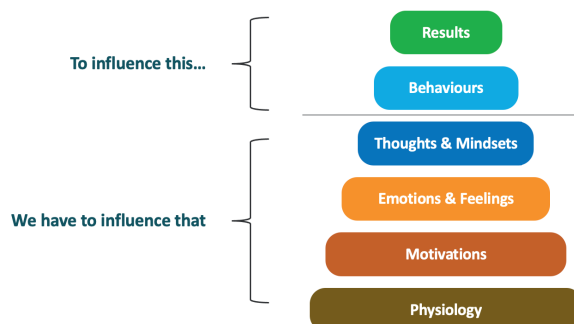 Results
To influence this...
Behaviours
Thoughts & Mindsets
Emotions & Feelings
We have to influence that
Motivations
Physiology